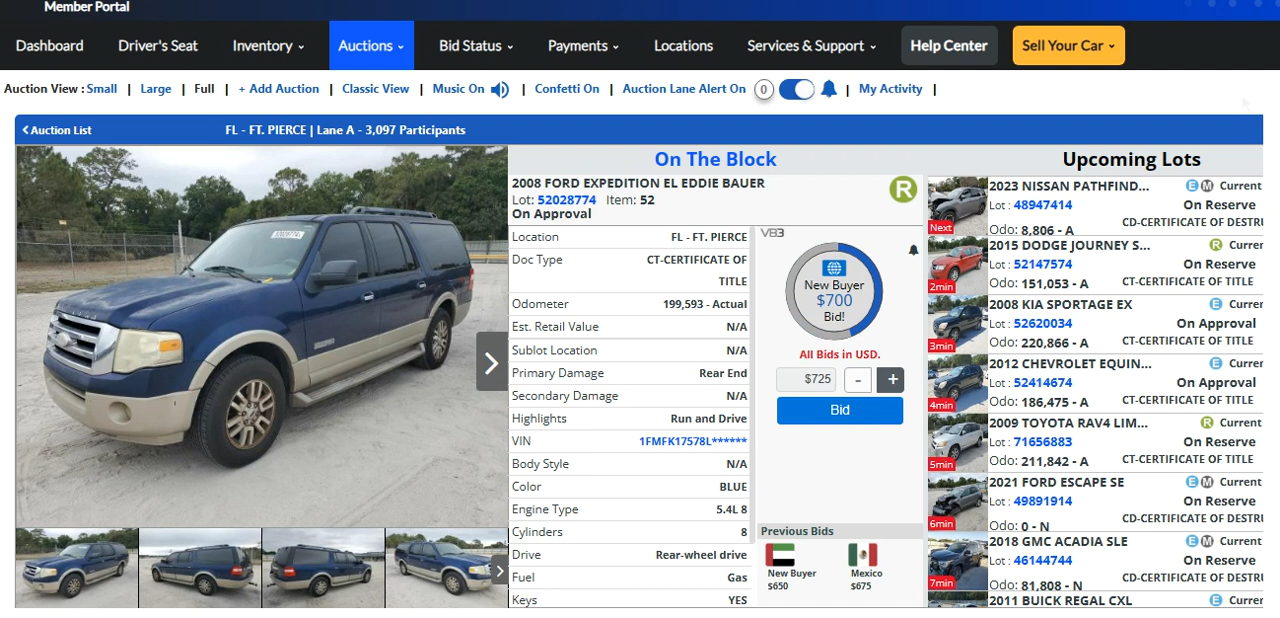 Member Portal
Dashboard Driver's Seat Inventory Auctions Bid Status Payments Locations Services & Support Help Center Sell Your Car
Auction View : Small | Large | Full | + Add Auction | Classic View | Music On | Confetti On | Auction Lane Alert On 0 | My Activity |
Auction List FL - FT. PIERCE | Lane A - 3,097 Participants
On The Block
2008 FORD EXPEDITION EL EDDIE BAUER
Lot: 52028774 Item: 52
On Approval
R
Location FL - FT. PIERCE
Doc Type CT-CERTIFICATE OF
TITLE
Odometer 199,593 - Actual
Est. Retail Value N/A
Sublot Location N/A
Primary Damage Rear End
Secondary Damage N/A
Highlights Run and Drive
VIN 1FMFK17578L******
Body Style N/A
Color BLUE
Engine Type 5.4L 8
Cylinders 8
Drive Rear-wheel drive
Fuel Gas
Keys YES
VB3
New Buyer
$700
Bid!
All Bids in USD.
$725 - +
Bid
Previous Bids
New Buyer
$650
Mexico
$675
Upcoming Lots
2023 NISSAN PATHFIND... E M Current
Lot : 48947414 On Reserve
CD-CERTIFICATE OF DESTRU
Next Odo: 8,806 - A
2015 DODGE JOURNEY S... R Curren
Lot : 52147574 On Reserve
2min Odo: 151,053 - A CT-CERTIFICATE OF TITLE
2008 KIA SPORTAGE EX E Curren
Lot : 52620034 On Approval
3min Odo: 220,866 - A CT-CERTIFICATE OF TITLE
2012 CHEVROLET EQUIN... E Curren
Lot : 52414674 On Approval
4min Odo: 186,475 - A CT-CERTIFICATE OF TITLE
2009 TOYOTA RAV4 LIM... R Current
Lot : 71656883 On Reserve
5min Odo: 211,842 - A CT-CERTIFICATE OF TITLE
2021 FORD ESCAPE SE E M Current
Lot : 49891914 On Reserve
CD-CERTIFICATE OF DESTRU
6min Odo: 0 - N
2018 GMC ACADIA SLE E M Current
Lot : 46144744 On Reserve
CD-CERTIFICATE OF DESTRU
7min Odo: 81,808 - N
2011 BUICK REGAL CXL E Curren